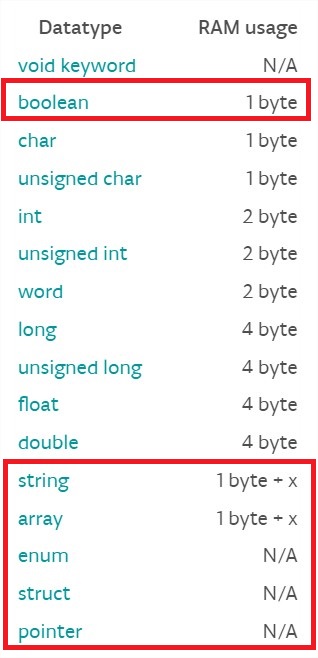 Datatype RAM usage
void keyword N/A
boolean 1 byte
char 1 byte
unsigned char 1 byte
int 2 byte
unsigned int 2 byte
word 2 byte
long 4 byte
unsigned long 4 byte
float 4 byte
double 4 byte
string 1 byte + x
array 1 byte + x
enum N/A
struct N/A
pointer N/A